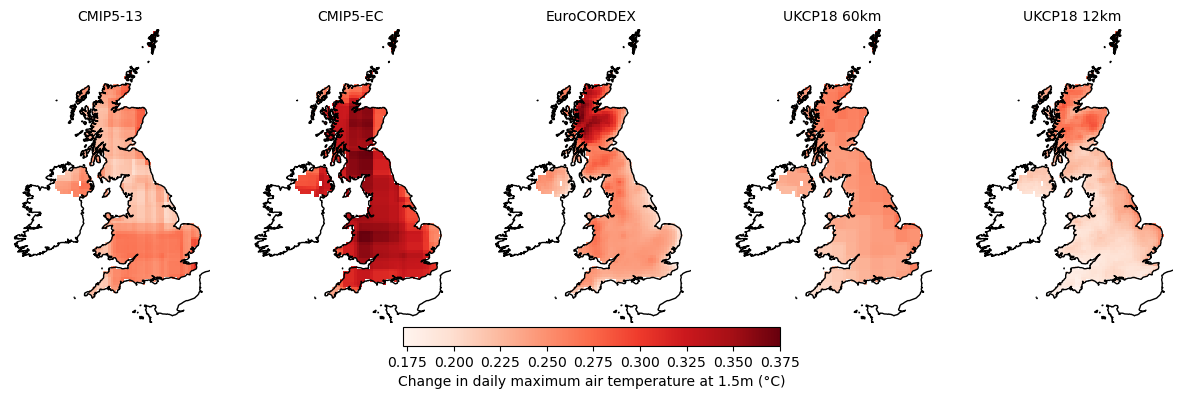 CMIP5-13 CMIP5-EC EuroCORDEX UKCP18 60km UKCP18 12km
0.175 0.200 0.225 0.250 0.275 0.300 0.325 0.350 0.375
Change in daily maximum air temperature at 1.5m (°C)